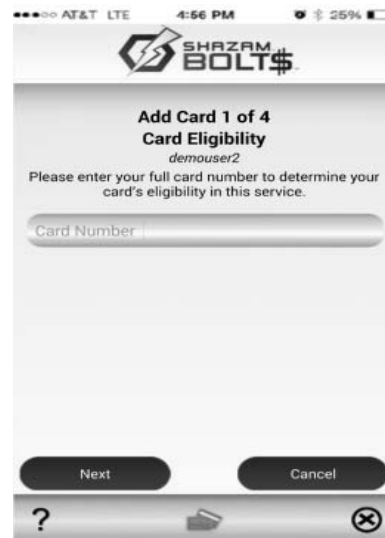 AT&T LTE 4:56 PM 25%
SHAZAM
BOLT$
Add Card 1 of 4
Card Eligibility
demouser2
Please enter your full card number to determine your
card's eligibility in this service.
Card Number
Next Cancel
?